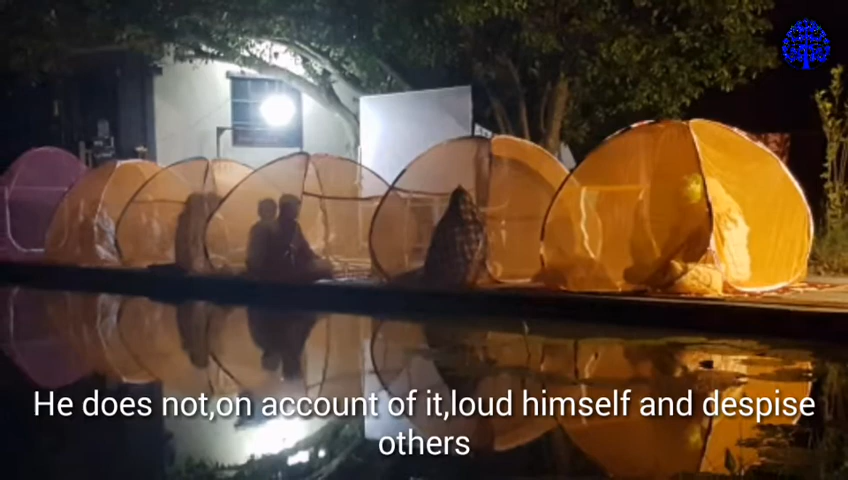 He does not,on account of it,loud himself and despise
others